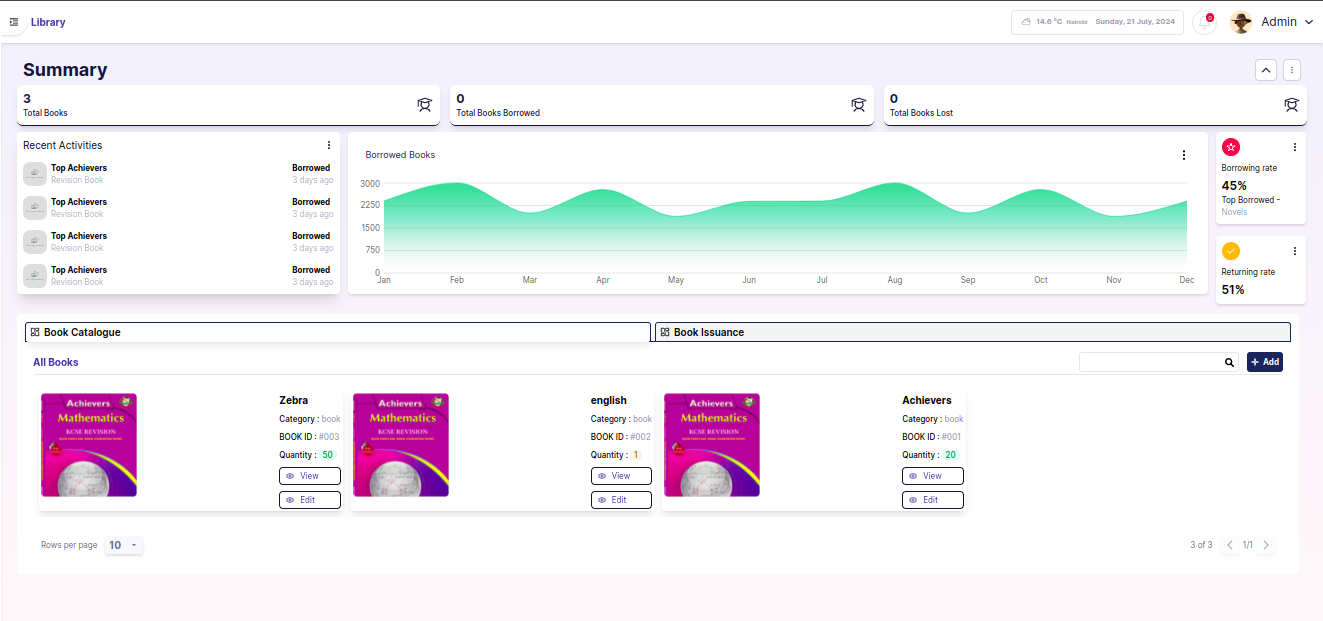 Library
14.6 °C Nairobi Sunday, 21 July, 2024
0
Admin
Summary
3
Total Books
0
Total Books Borrowed
0
Total Books Lost
Recent Activities
Top Achievers Borrowed
Revision Book 3 days ago
Top Achievers Borrowed
Revision Book 3 days ago
Top Achievers Borrowed
Revision Book 3 days ago
Top Achievers Borrowed
Revision Book 3 days ago
Borrowed Books
3000
2250
1500
750
0
Jan Feb Mar Apr May Jun Jul Aug Sep Oct Nov Dec
Borrowing rate
45%
Top Borrowed -
Novels
Returning rate
51%
Book Catalogue
Book Issuance
All Books
+ Add
Achievers
Mathematics
KCSE REVISION
Zebra
Category : book
BOOK ID : #003
Quantity : 50
View
Edit
Achievers
Mathematics
KCSE REVISION
english
Category : book
BOOK ID : #002
Quantity : 1
View
Edit
Achievers
Mathematics
KCSE REVISION
Achievers
Category : book
BOOK ID : #001
Quantity : 20
View
Edit
Rows per page 10
3 of 3 1/1